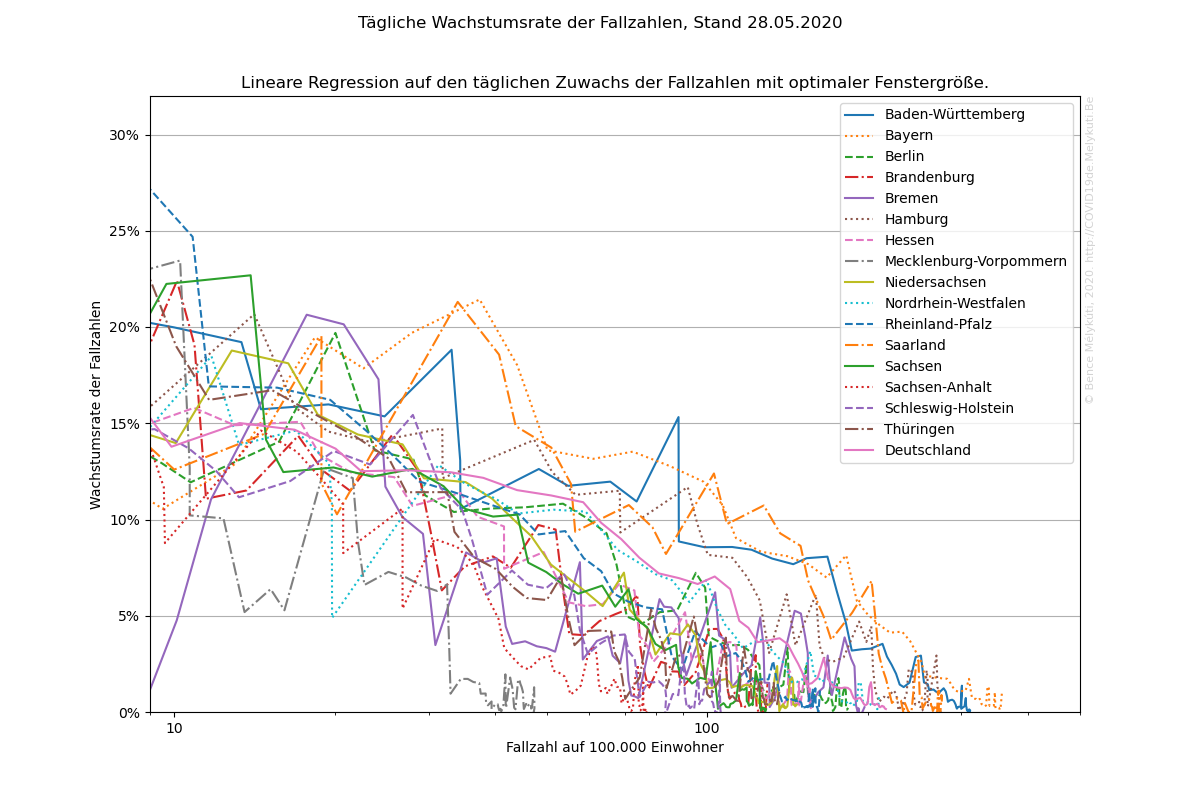 Tägliche Wachstumsrate der Fallzahlen, Stand 28.05.2020
Lineare Regression auf den täglichen Zuwachs der Fallzahlen mit optimaler Fenstergröße.
30%
25%
20%
15%
10%
5%
0%
Wachstumsrate der Fallzahlen
10
100
Fallzahl auf 100.000 Einwohner
Baden-Württemberg
Bayern
Berlin
Brandenburg
Bremen
Hamburg
Hessen
Mecklenburg-Vorpommern
Niedersachsen
Nordrhein-Westfalen
Rheinland-Pfalz
Saarland
Sachsen
Sachsen-Anhalt
Schleswig-Holstein
Thüringen
Deutschland
© Bence Mélykúti, 2020. http://COVID19de.Melykuti.Be